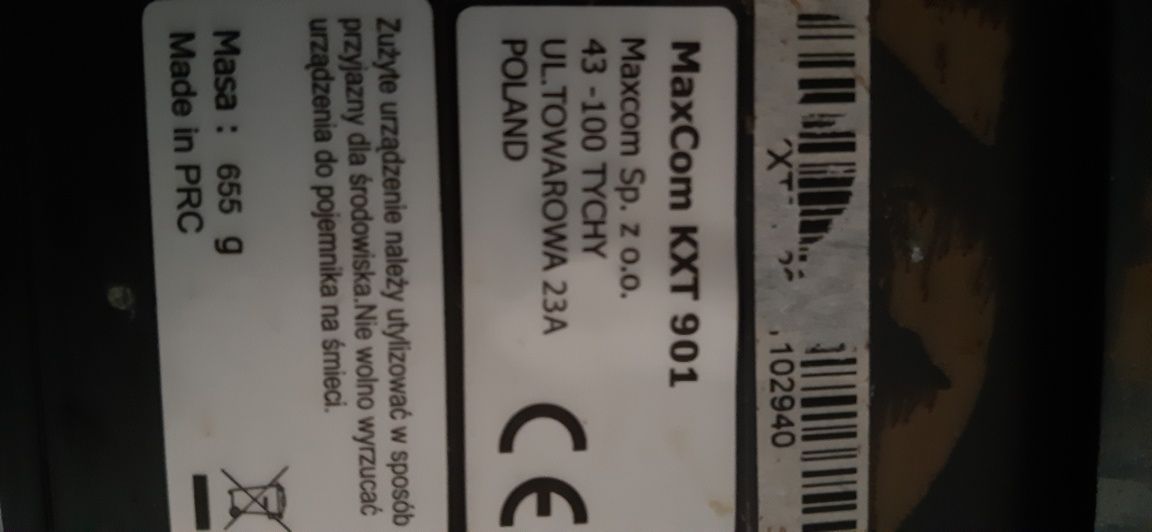 102940
MaxCom KXT 901
Maxcom Sp. z o.o.
43 -100 TYCHY
UL.TOWAROWA 23A
POLAND
CE
Zużyte urządzenie należy utylizować w sposób
przyjazny dla środowiska.Nie wolno wyrzucać
urządzenia do pojemnika na śmieci.
Masa : 655 g
Made in PRC